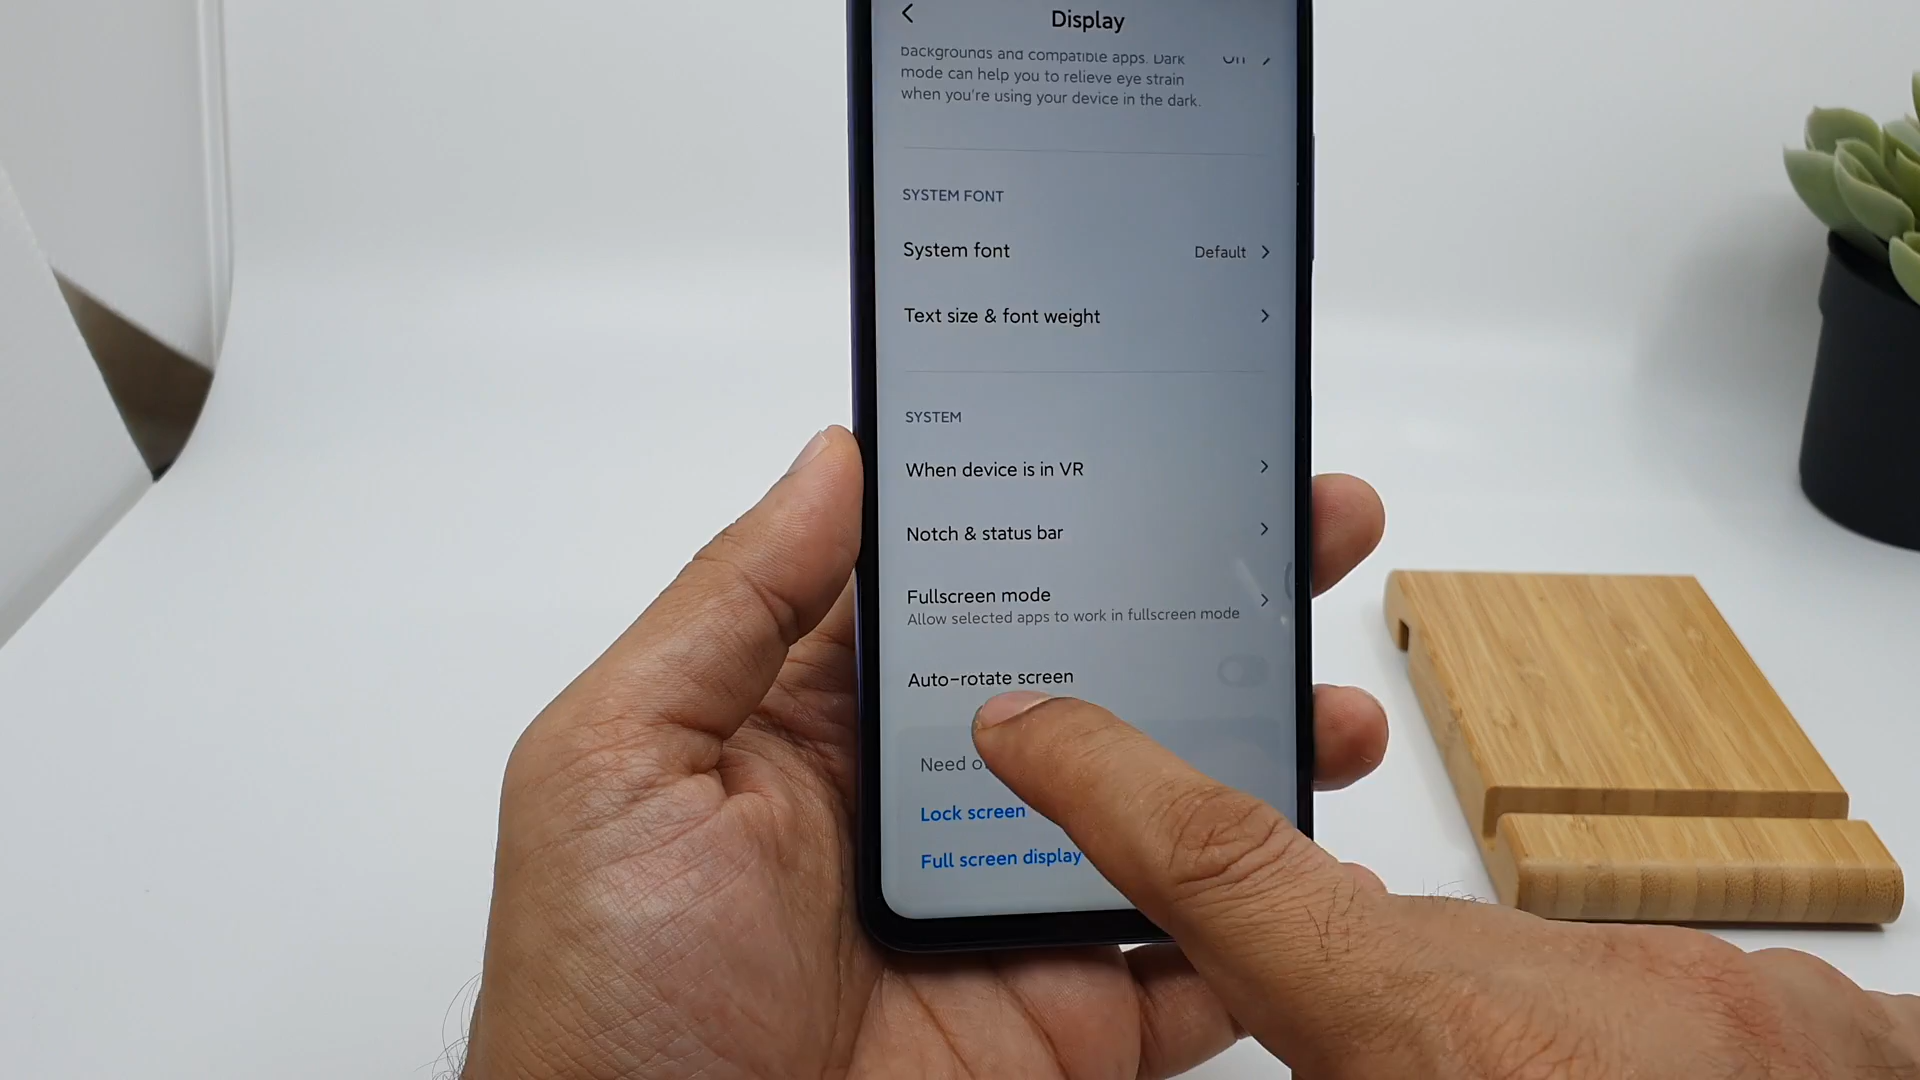 Display
backgrounds and compatible apps. Dark
mode can help you to relieve eye strain
when you're using your device in the dark.
SYSTEM FONT
System font Default
Text size & font weight
SYSTEM
When device is in VR
Notch & status bar
Fullscreen mode
Allow selected apps to work in fullscreen mode
Auto-rotate screen
Need
Lock screen
Full screen display